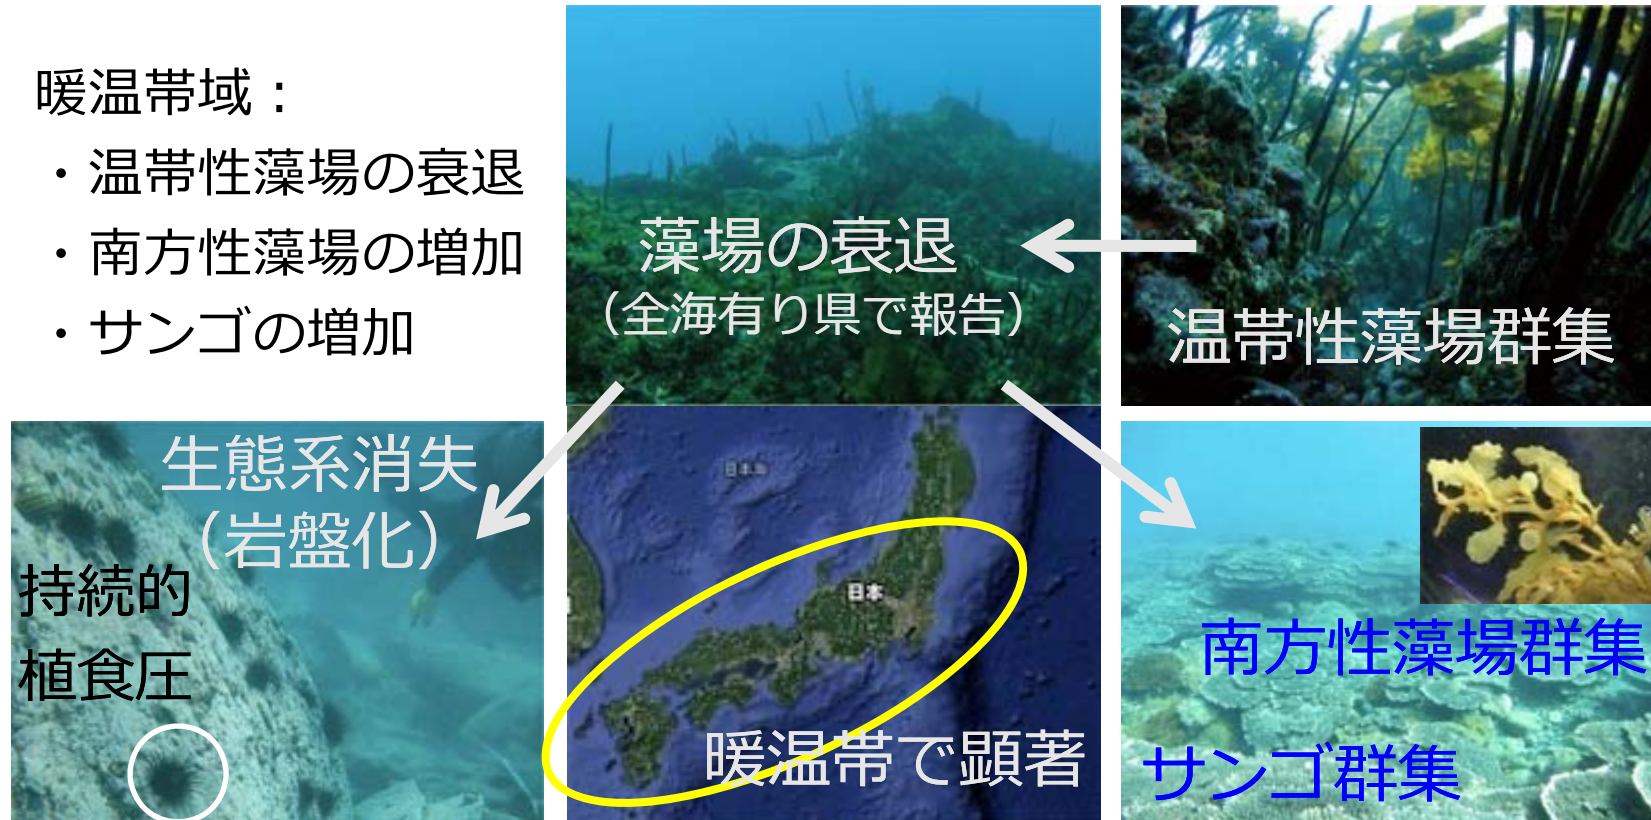 暖温帯域：
・温帯性藻場の衰退
・南方性藻場の増加
・サンゴの増加
藻場の衰退
（全海有り県で報告）
温帯性藻場群集
生態系消失
（岩盤化）
持続的
植食圧
日本海
日本
暖温帯で顕著
南方性藻場群集
サンゴ群集